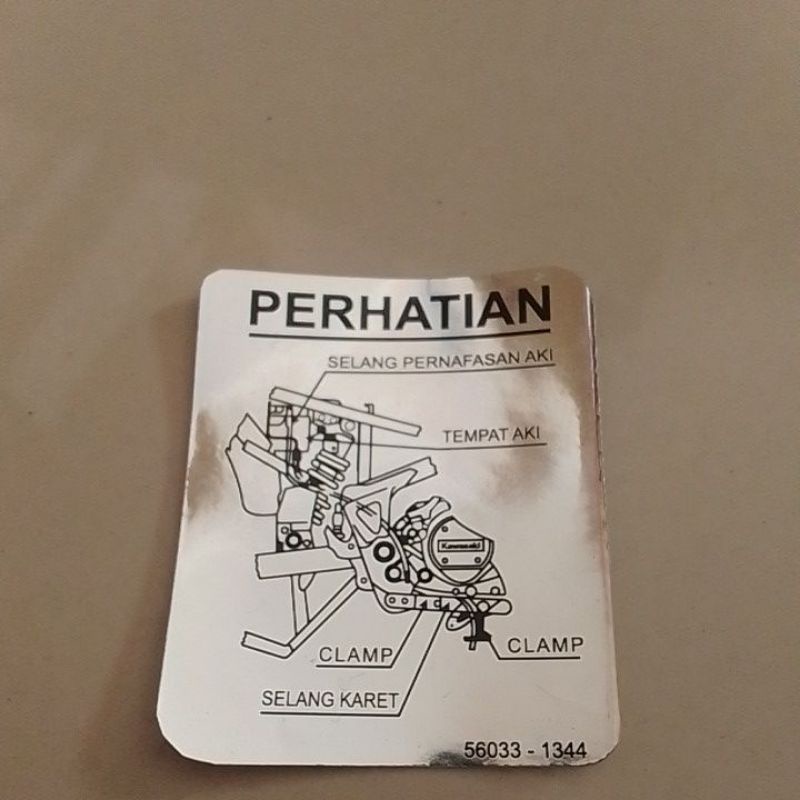 PERHATIAN
SELANG PERNAFASAN AKI
TEMPAT AKI
Kawasaki
CLAMP
CLAMP
SELANG KARET
56033 - 1344